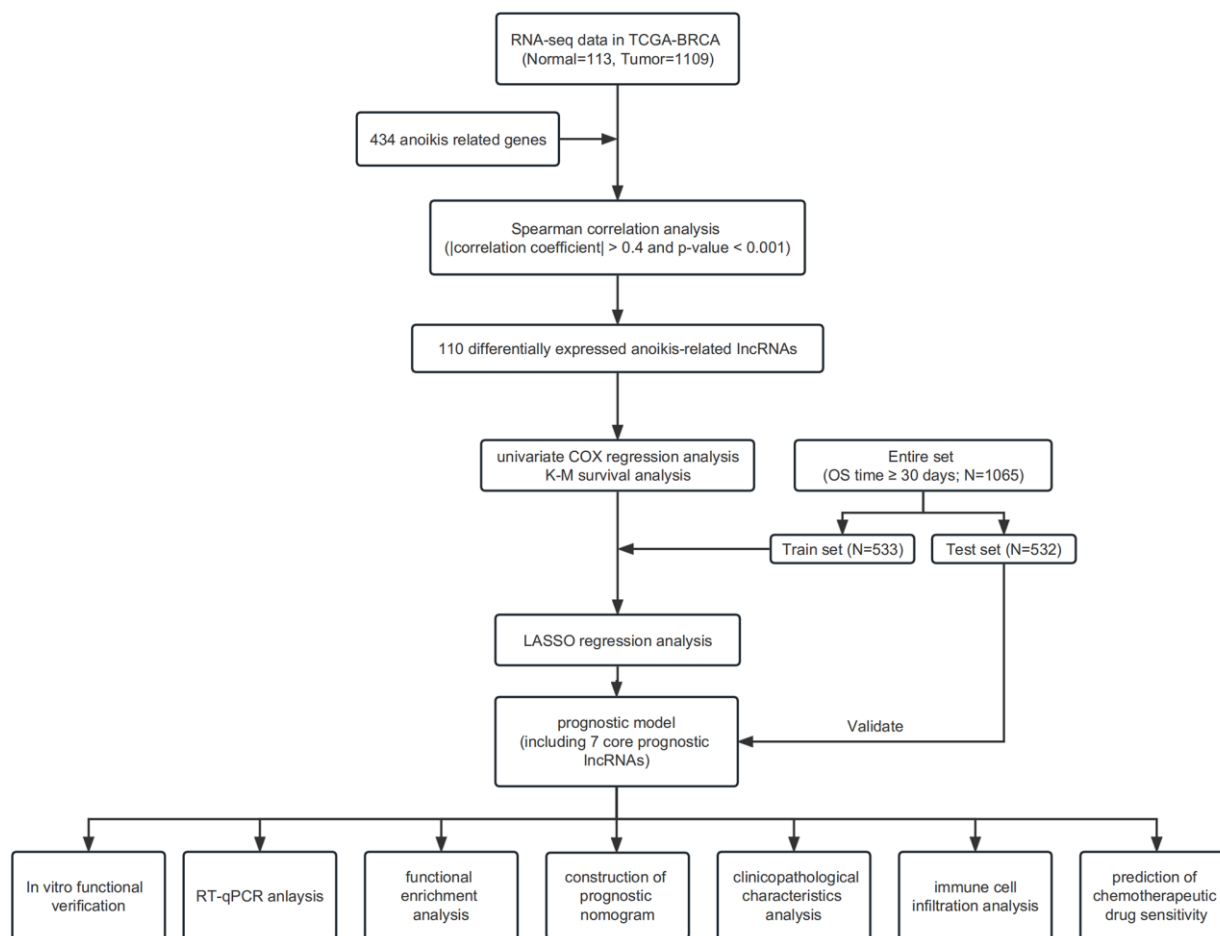 RNA-seq data in TCGA-BRCA
(Normal=113, Tumor=1109)
434 anoikis related genes
Spearman correlation analysis
(|correlation coefficient| > 0.4 and p-value < 0.001)
110 differentially expressed anoikis-related lncRNAs
univariate COX regression analysis
K-M survival analysis
Entire set
(OS time ≥ 30 days; N=1065)
Train set (N=533)
Test set (N=532)
LASSO regression analysis
prognostic model
(including 7 core prognostic
lncRNAs)
Validate
In vitro functional
verification
RT-qPCR anlaysis
functional
enrichment
analysis
construction of
prognostic
nomogram
clinicopathological
characteristics
analysis
immune cell
infiltration analysis
prediction of
chemotherapeutic
drug sensitivity